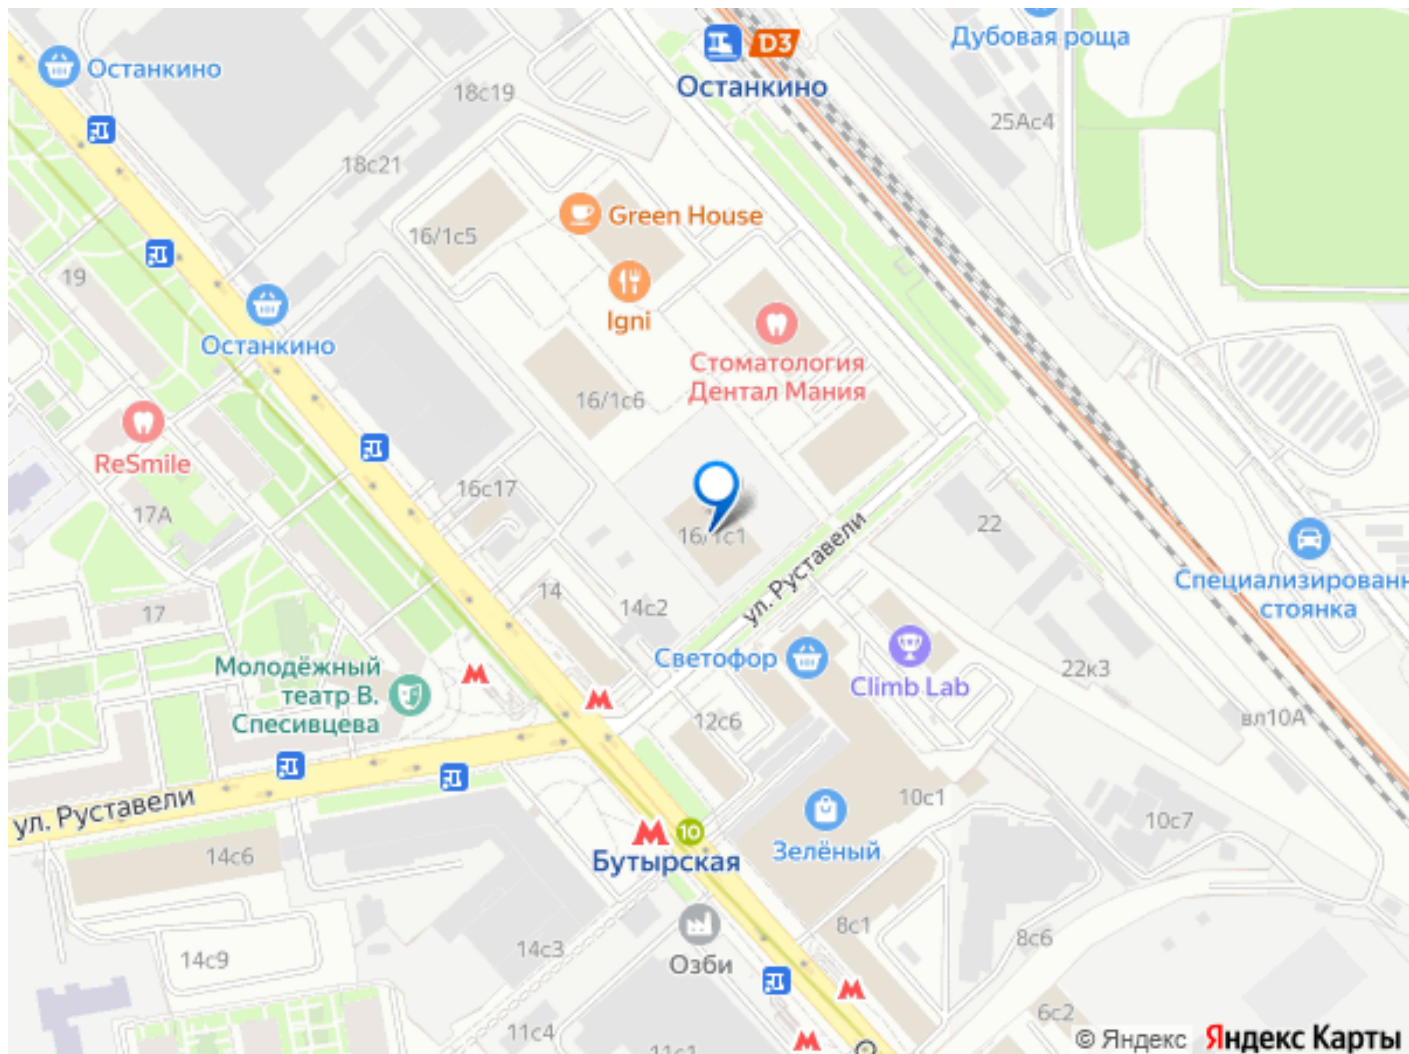 Дубовая роща
D3
Останкино
Останкино
18с19
25Ас4
18с21
Green House
16/1с5
19
Igni
Останкино
Стоматология
Дентал Мания
16/1с6
ReSmile
16с17
17А
22
16/1с1
ул. Руставели
Специализированн
стоянка
14
14с2
17
Светофор
Climb Lab
22к3
Молодёжный
театр В.
Спесивцева
12с6
вл10А
ул. Руставели
10с1
10с7
10
Бутырская
Зелёный
14с6
8с1
8с6
14с3
14с9
Озби
6с2
11с4
11с1
© Яндекс Яндекс Карты